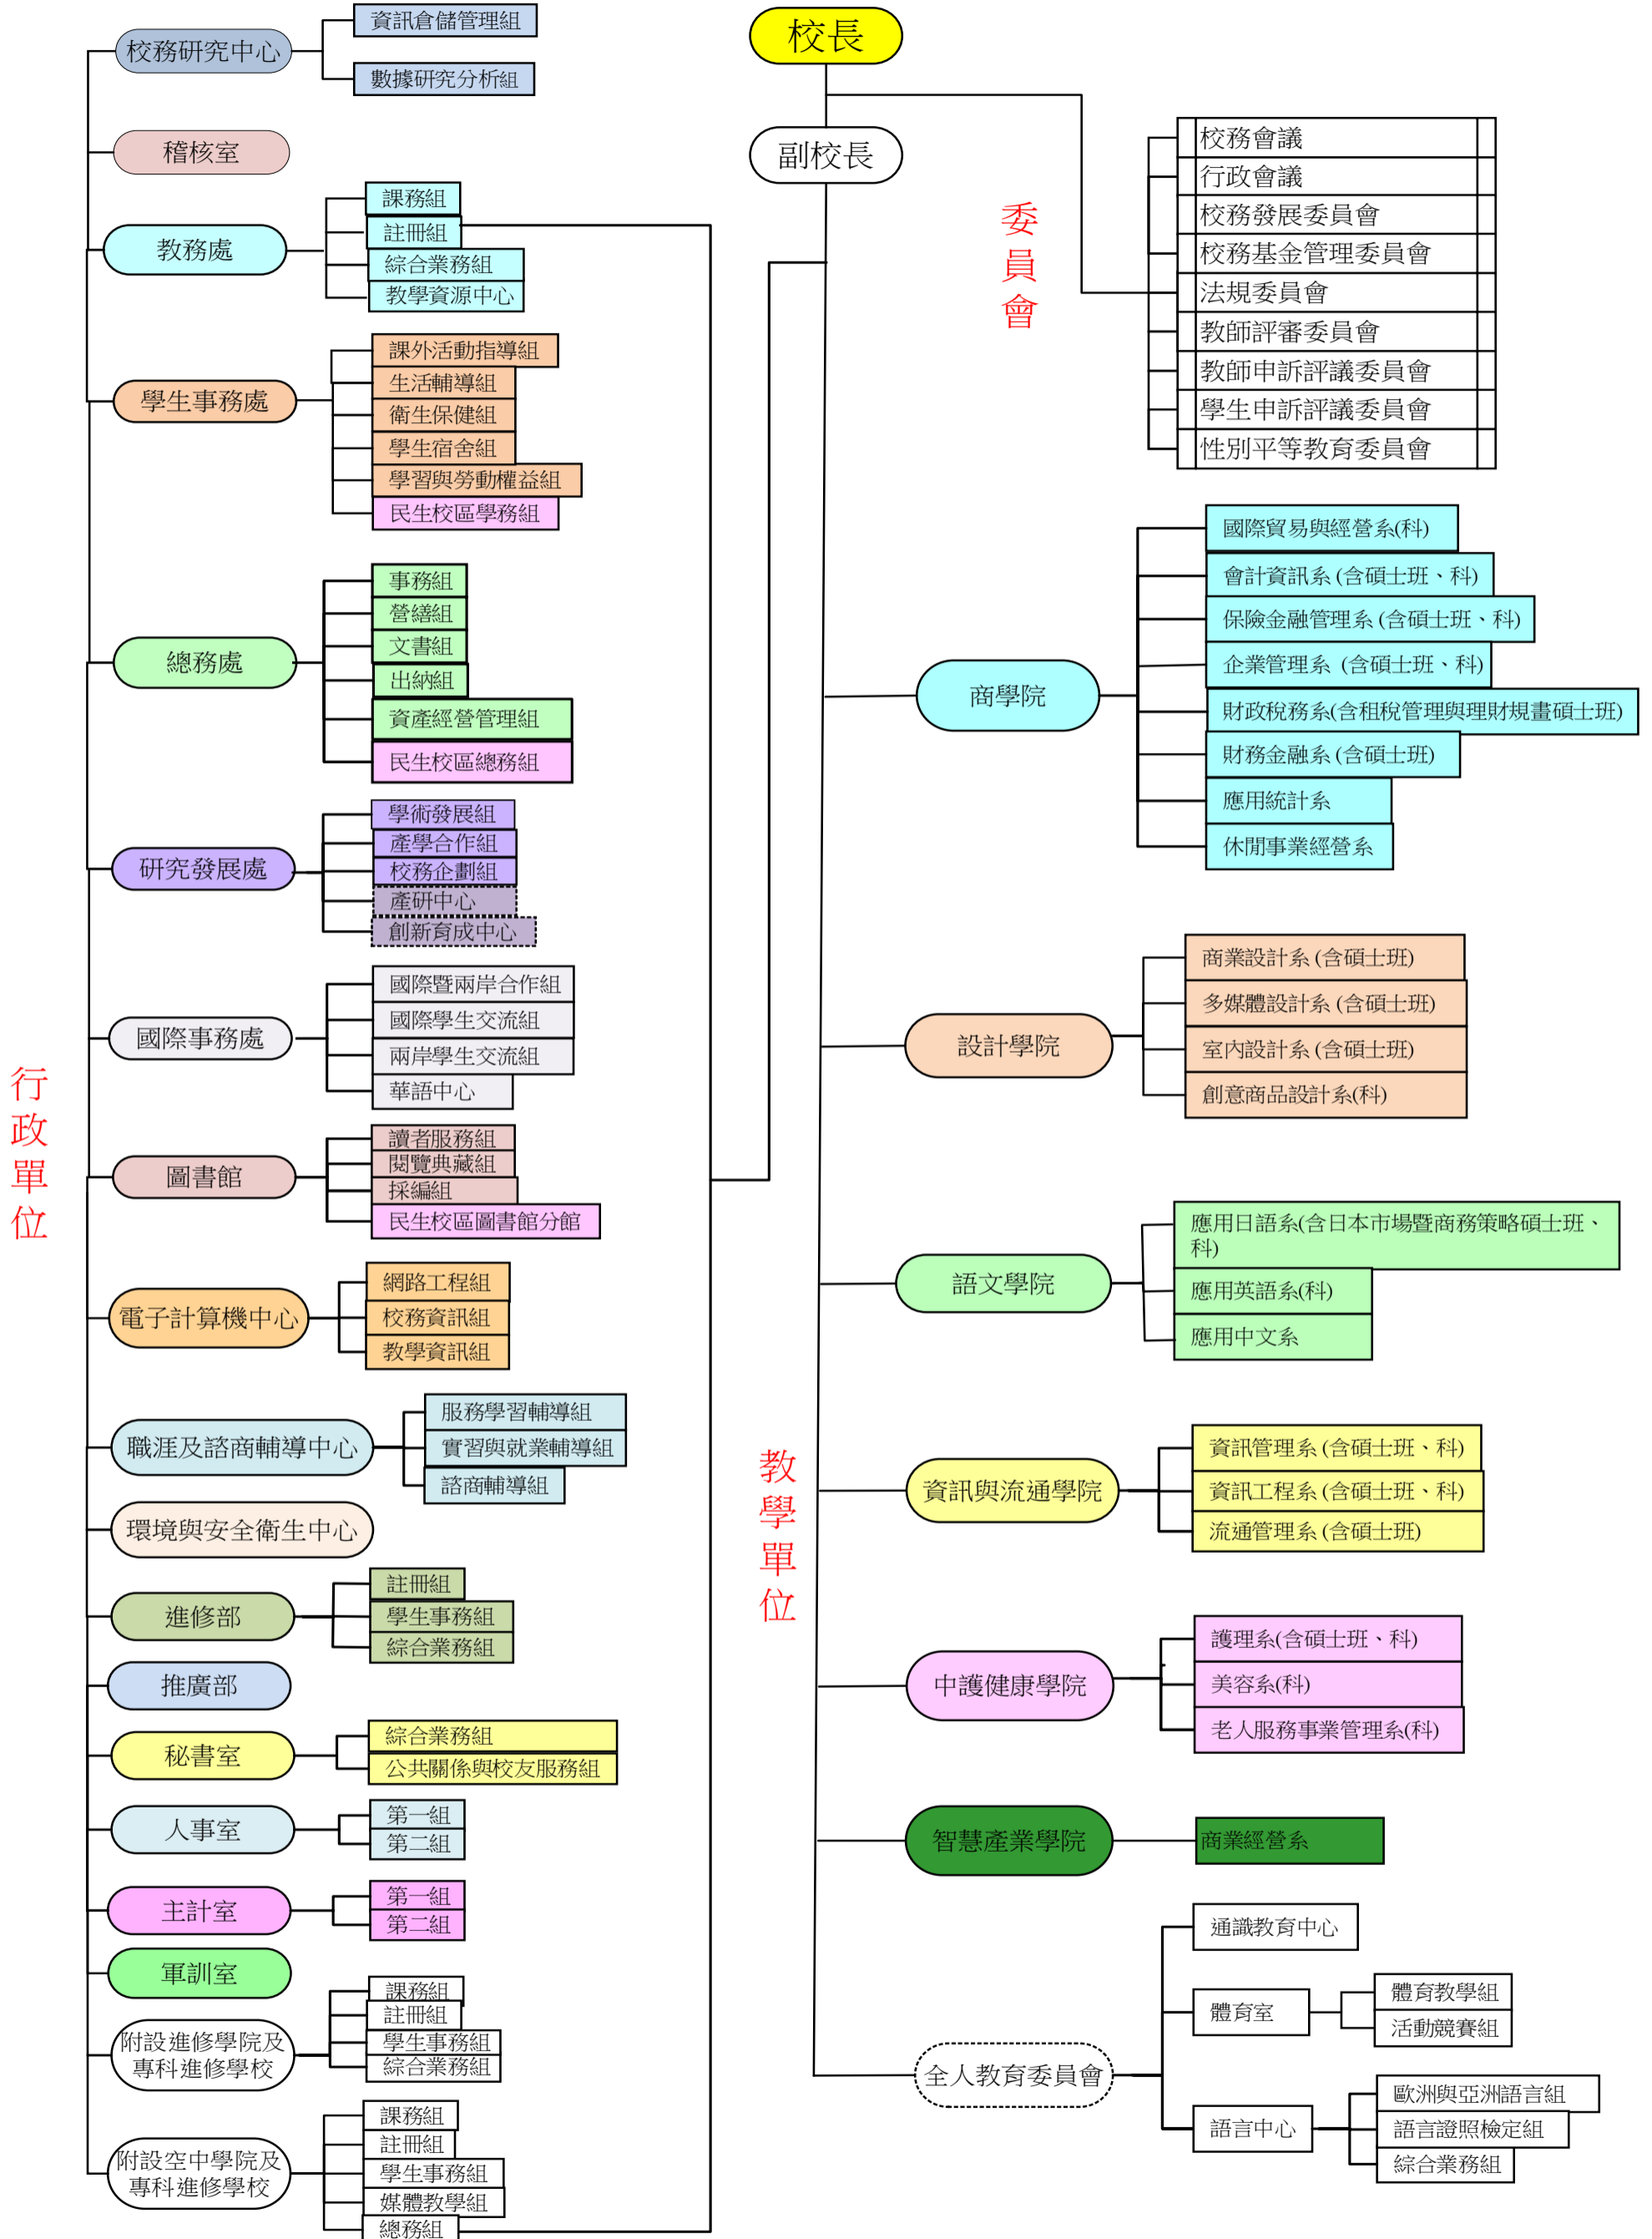 校長
副校長
委員會
校務會議
行政會議
校務發展委員會
校務基金管理委員會
法規委員會
教師評審委員會
教師申訴評議委員會
學生申訴評議委員會
性別平等教育委員會
行政單位
校務研究中心
資訊倉儲管理組
數據研究分析組
稽核室
教務處
課務組
註冊組
綜合業務組
教學資源中心
學生事務處
課外活動指導組
生活輔導組
衛生保健組
學生宿舍組
學習與勞動權益組
民生校區學務組
總務處
事務組
營繕組
文書組
出納組
資產經營管理組
民生校區總務組
研究發展處
學術發展組
產學合作組
校務企劃組
產研中心
創新育成中心
國際事務處
國際暨兩岸合作組
國際學生交流組
兩岸學生交流組
華語中心
圖書館
讀者服務組
閱覽典藏組
採編組
民生校區圖書館分館
電子計算機中心
網路工程組
校務資訊組
教學資訊組
職涯及諮商輔導中心
服務學習輔導組
實習與就業輔導組
諮商輔導組
環境與安全衛生中心
進修部
註冊組
學生事務組
綜合業務組
推廣部
秘書室
綜合業務組
公共關係與校友服務組
人事室
第一組
第二組
主計室
第一組
第二組
軍訓室
附設進修學院及
專科進修學校
課務組
註冊組
學生事務組
綜合業務組
附設空中學院及
專科進修學校
課務組
註冊組
學生事務組
媒體教學組
總務組
教學單位
商學院
國際貿易與經營系(科)
會計資訊系 (含碩士班、科)
保險金融管理系 (含碩士班、科)
企業管理系 (含碩士班、科)
財政稅務系(含租稅管理與理財規畫碩士班)
財務金融系 (含碩士班)
應用統計系
休閒事業經營系
設計學院
商業設計系 (含碩士班)
多媒體設計系 (含碩士班)
室內設計系 (含碩士班)
創意商品設計系(科)
語文學院
應用日語系(含日本市場暨商務策略碩士班、
科)
應用英語系(科)
應用中文系
資訊與流通學院
資訊管理系 (含碩士班、科)
資訊工程系 (含碩士班、科)
流通管理系 (含碩士班)
中護健康學院
護理系(含碩士班、科)
美容系(科)
老人服務事業管理系(科)
智慧產業學院
商業經營系
全人教育委員會
通識教育中心
體育室
體育教學組
活動競賽組
語言中心
歐洲與亞洲語言組
語言證照檢定組
綜合業務組